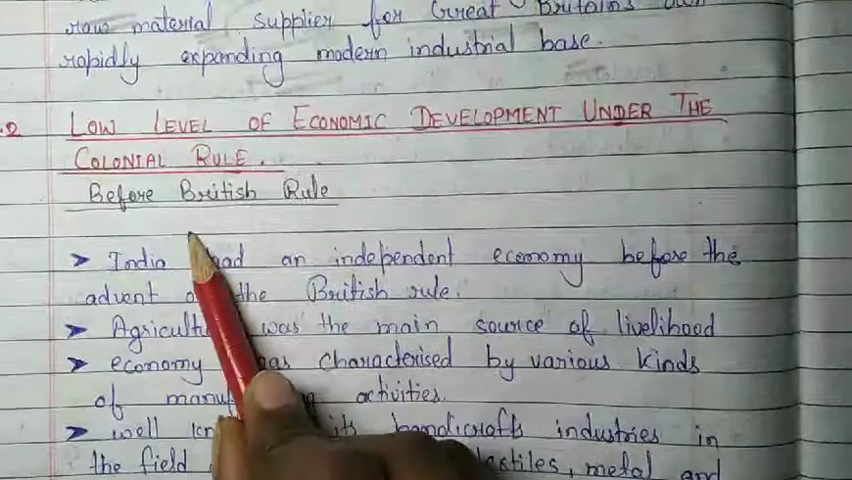 raw material supplier for Great Britain's own
rapidly expanding modern industrial base.
.2 LOW LEVEL OF ECONOMIC DEVELOPMENT UNDER THE
COLONIAL RULE.
Before British Rule
➤ India had an independent economy before the
advent of the British rule.
➤ Agriculture was the main source of livelihood
➤ economy was characterised by various kinds
of manufacturing activities.
➤ well its handicrafts industries in
the field metal and